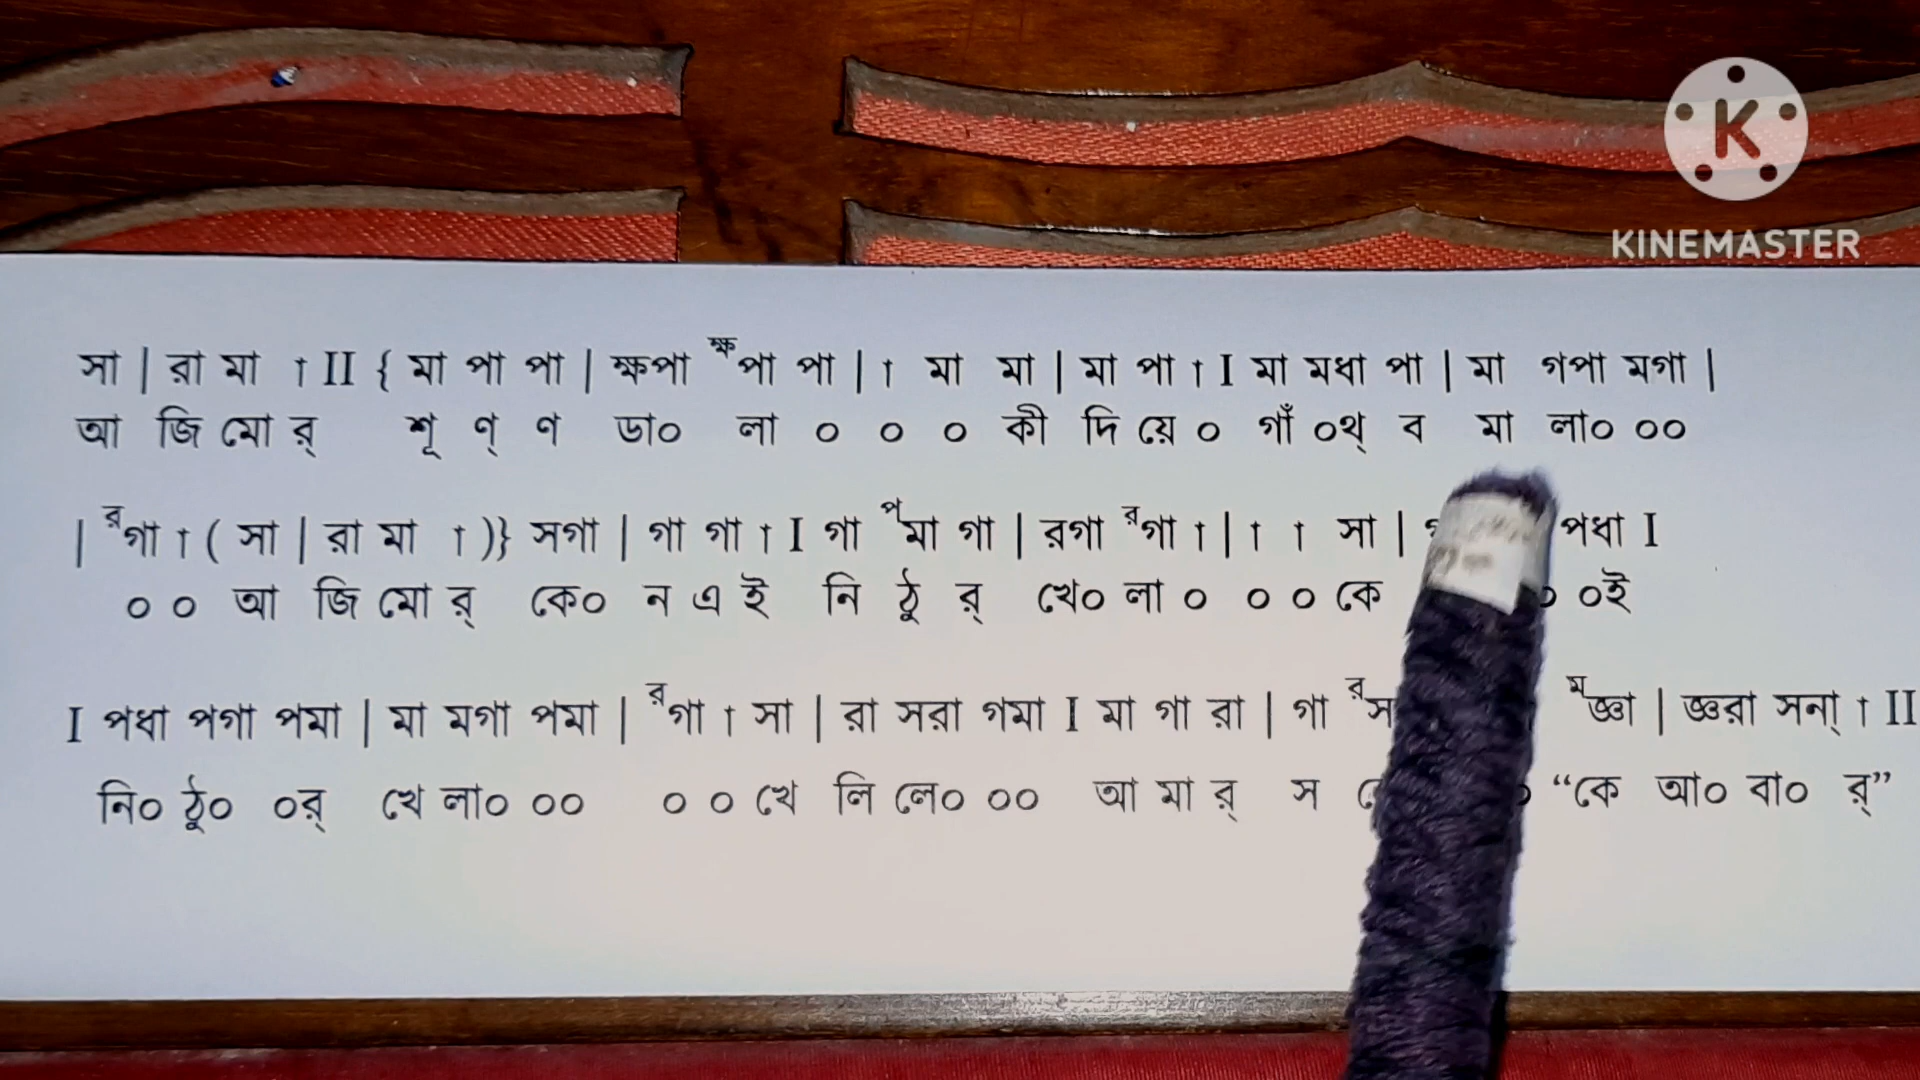 KINEMASTER
সা | রা মা া II { মা পা পা | ক্ষপা ক্ষপা পা | া মা মা | মা পা া I মা মধা পা | মা গপা মগা |
আ জি মো র্ শূ ণ্ ণ ডা০ লা ০ ০ ০ কী দি য়ে ০ গাঁ ০থ্ ব মা লা০ ০০
| রগা া ( সা | রা মা া )} সগা | গা গা া I গা পমা গা | রগা রগা া | া া সা | পধা I
০ ০ আ জি মো র্ কে০ ন এ ই নি ঠু র্ খে০ লা ০ ০ ০ কে ০ই
I পধা পগা পমা | মা মগা পমা | রগা া সা | রা সরা গমা I মা গা রা | গা মজ্ঞা | জ্ঞরা সন্া া II
নি০ ঠু০ ০র্ খে লা০ ০০ ০ ০ খে লি লে০ ০০ আ মা র্ স “কে আ০ বা০ র্”